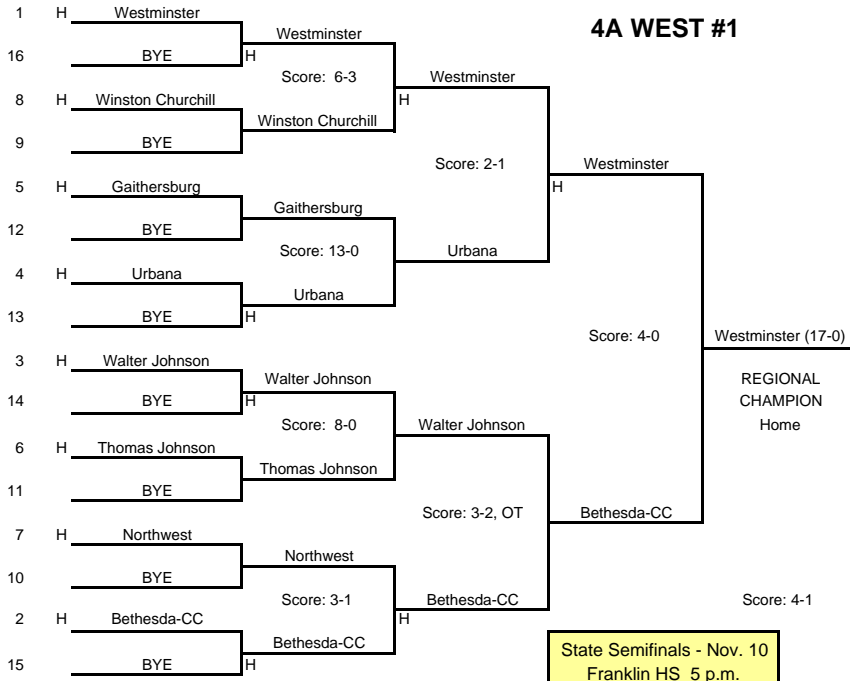 4A WEST #1
1 H Westminster
Westminster
16 BYE H
Score: 6-3
Westminster
8 H Winston Churchill
H
Winston Churchill
9 BYE
Score: 2-1
Westminster
5 H Gaithersburg
H
Gaithersburg
12 BYE
Score: 13-0
Urbana
4 H Urbana
Urbana
13 BYE H
Score: 4-0
Westminster (17-0)
3 H Walter Johnson
Walter Johnson
REGIONAL
14 BYE H
CHAMPION
Score: 8-0
Walter Johnson
Home
6 H Thomas Johnson
Thomas Johnson
11 BYE
Score: 3-2, OT
Bethesda-CC
7 H Northwest
Northwest
10 BYE
Score: 3-1
Bethesda-CC
Score: 4-1
2 H Bethesda-CC
H
Bethesda-CC
15 BYE H
State Semifinals - Nov. 10
Franklin HS 5 p.m.